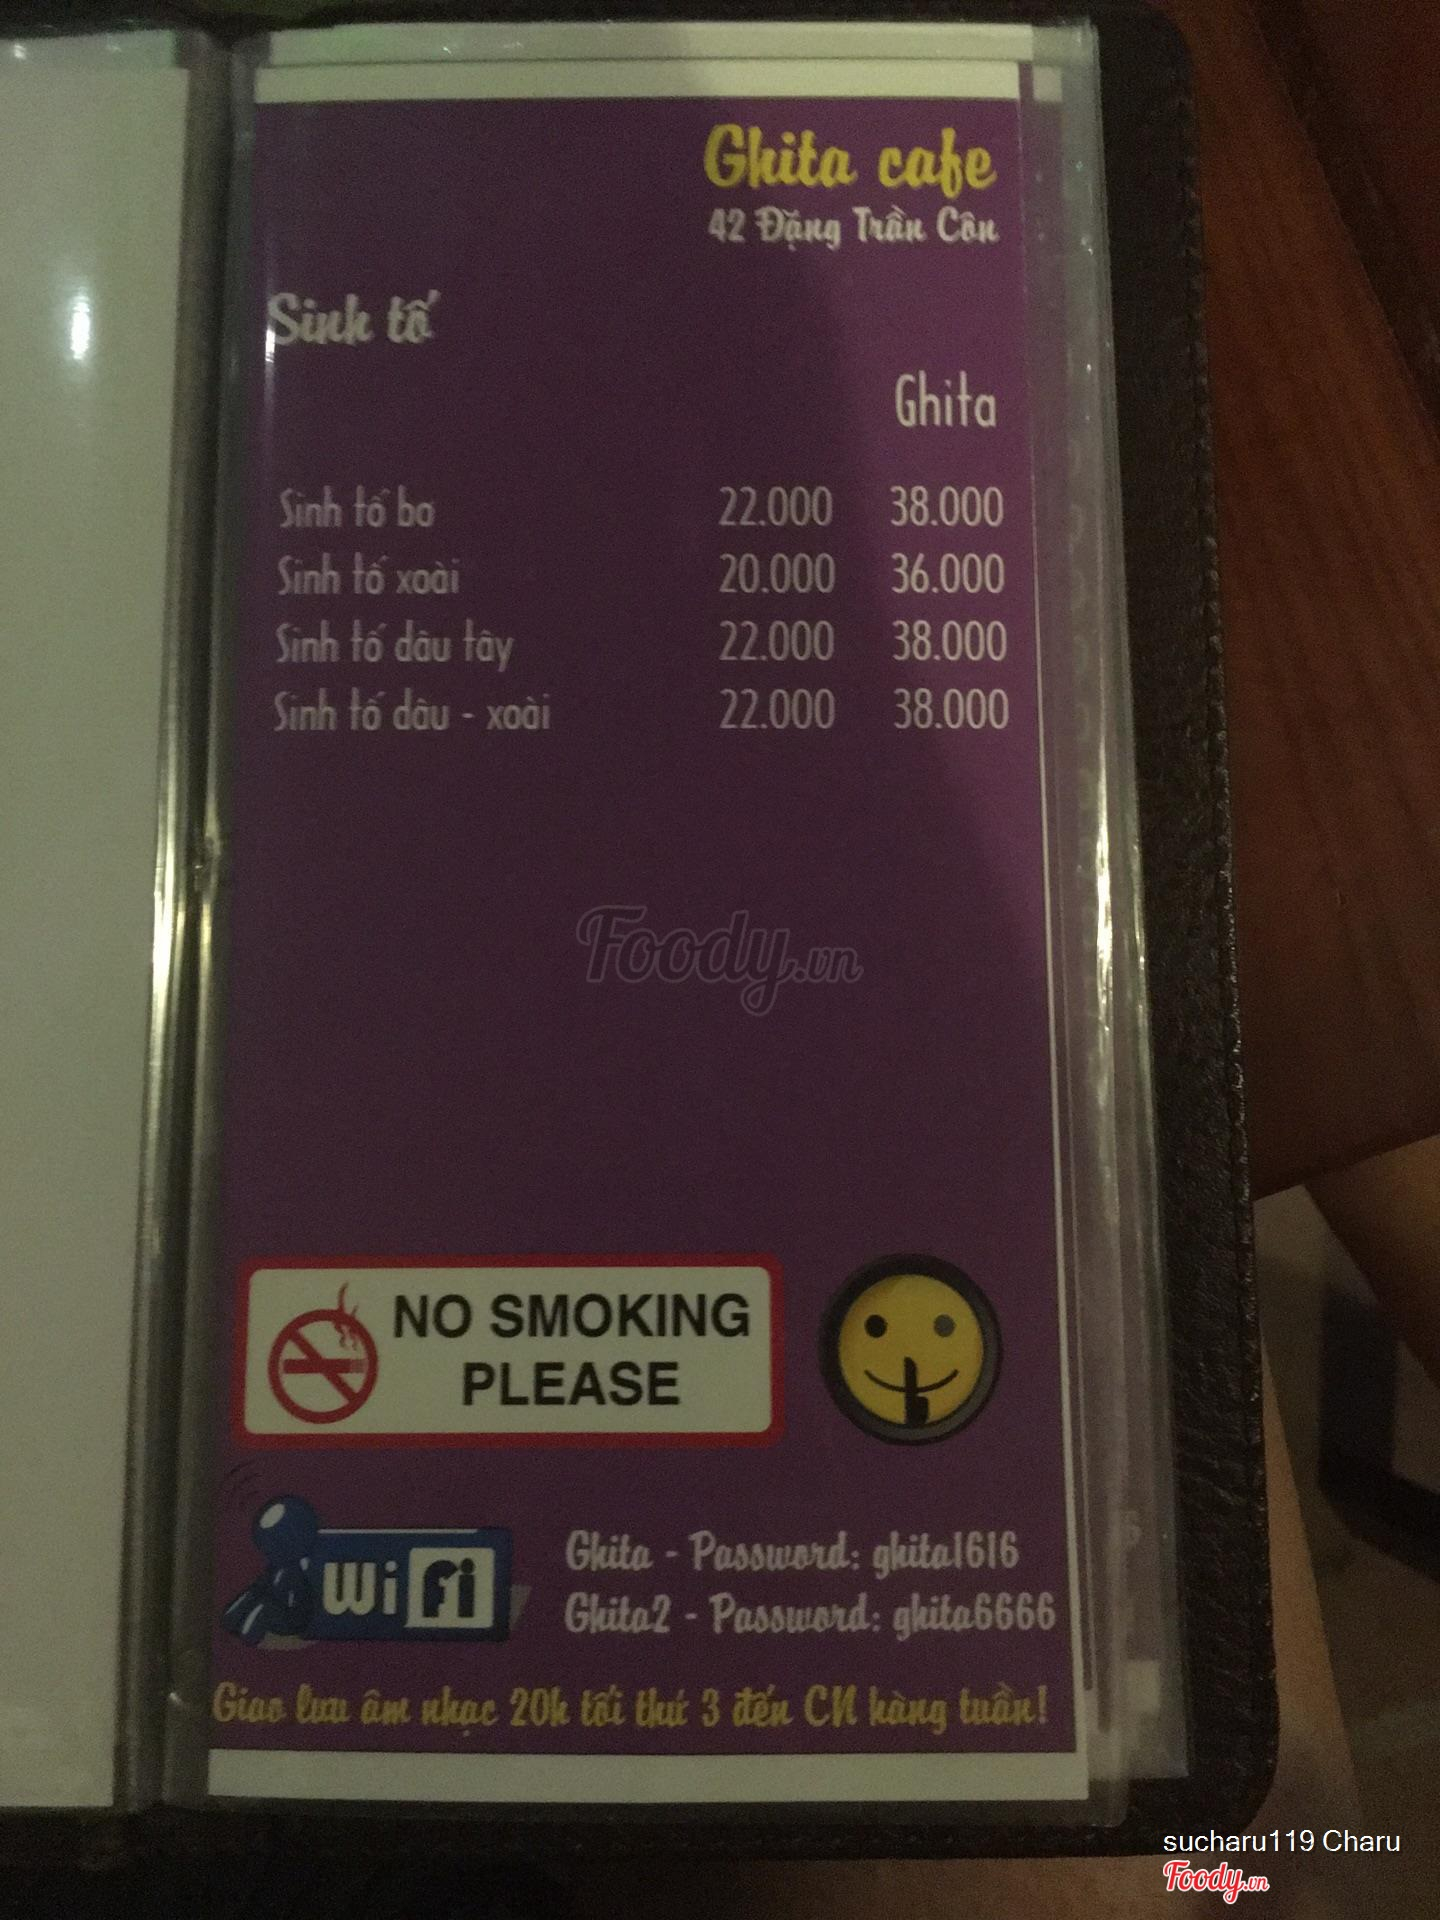 Ghita cafe
42 Đặng Trần Côn
Sinh tố
Ghita
Sinh tố bơ 22.000 38.000
Sinh tố xoài 20.000 36.000
Sinh tố dâu tây 22.000 38.000
Sinh tố dâu - xoài 22.000 38.000
Foody.vn
NO SMOKING
PLEASE
WiFi
Ghita - Password: ghita1616
Ghita2 - Password: ghita6666
Giao lưu âm nhạc 20h tối thứ 3 đến CN hàng tuần!
sucharu119 Charu
Foody.vn